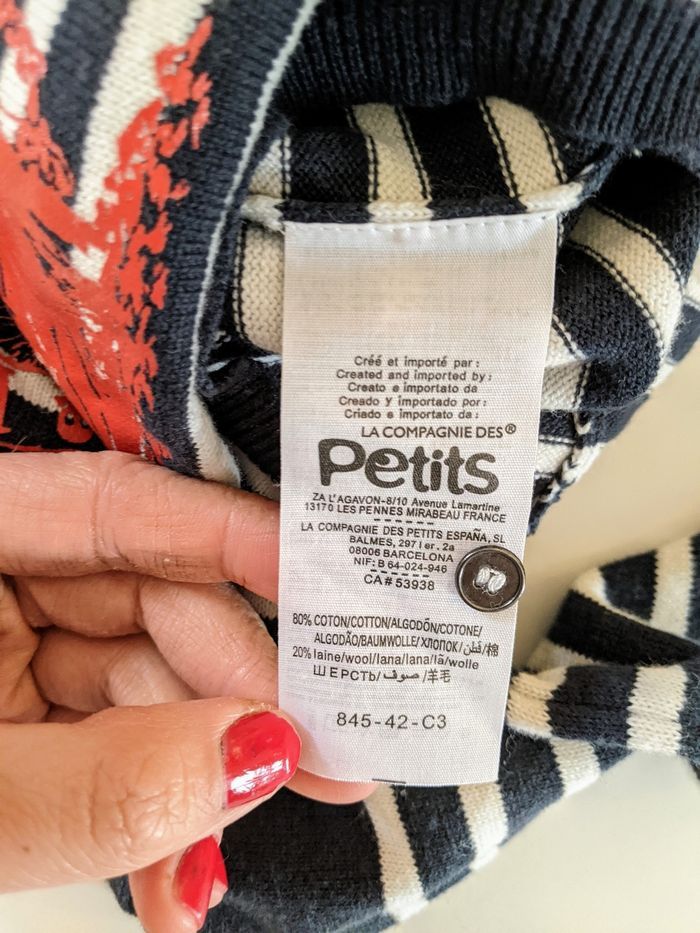 Créé et importé par :
Created and imported by :
Creato e importato da
Creado y importado por :
Criado e importato da :
LA COMPAGNIE DES®
Petits
ZA L'AGAVON-8/10 Avenue Lamartine
13170 LES PENNES MIRABEAU FRANCE
LA COMPAGNIE DES PETITS ESPAÑA, SL
BALMES, 297 1er. 2a
08006 BARCELONA
NIF: B 64-024-946
CA # 53938
80% COTON/COTTON/ALGODÓN/COTONE/
ALGODÃO/BAUMWOLLE/ХЛОПОК/قطن/棉
20% laine/wool/lana/lana/lã/wolle
ШЕРСТЬ/صوف/羊毛
845-42-C3